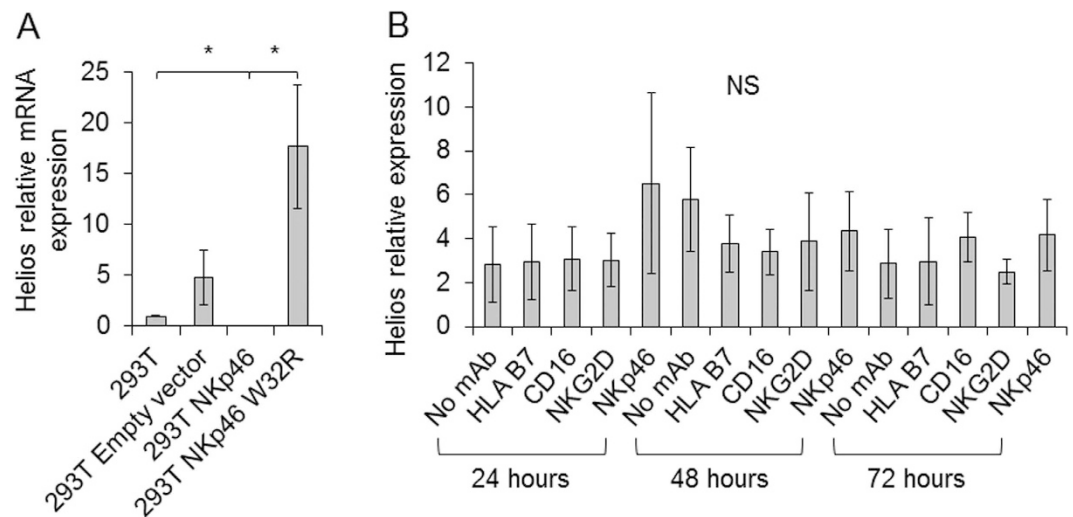 A
* *
Helios relative mRNA
expression
25
20
15
10
5
0
293T
293T Empty vector
293T NKp46
293T NKp46 W32R
B
NS
Helios relative expression
12
10
8
6
4
2
0
No mAb
HLA B7
CD16
NKG2D
NKp46
No mAb
HLA B7
CD16
NKG2D
NKp46
No mAb
HLA B7
CD16
NKG2D
NKp46
24 hours
48 hours
72 hours